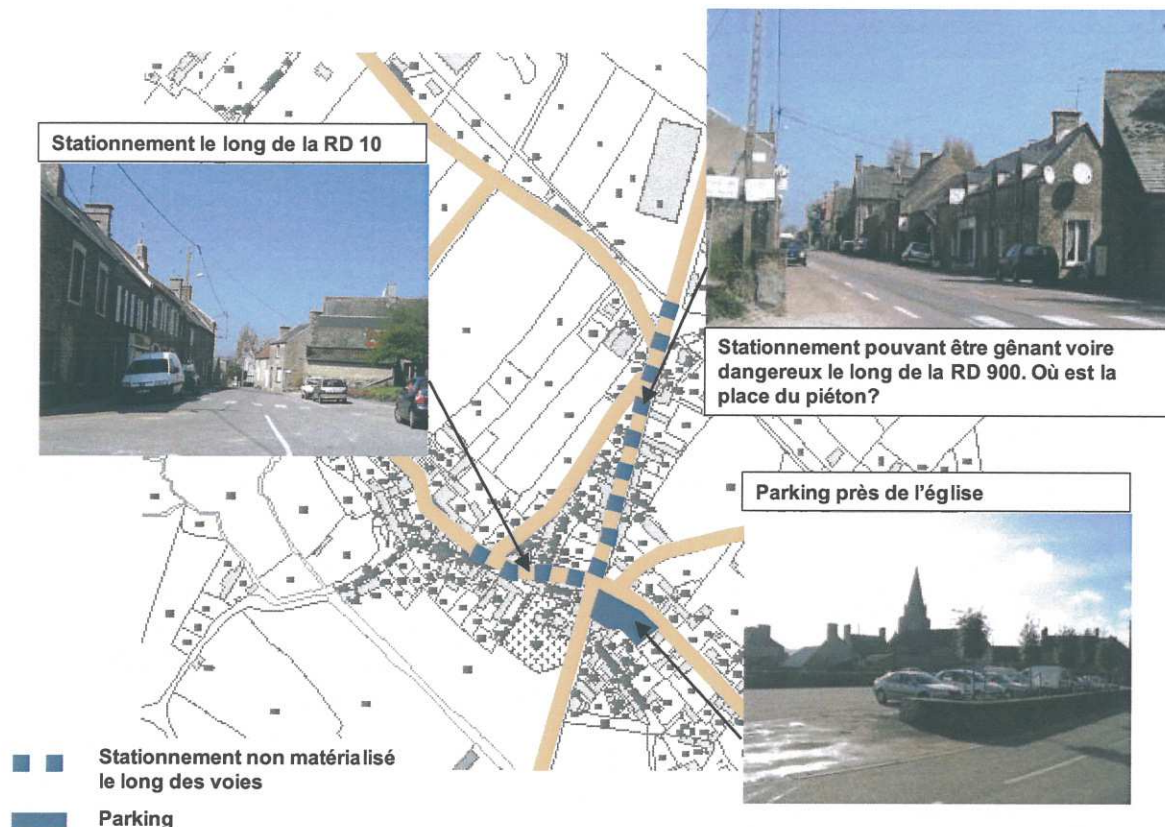 Stationnement le long de la RD 10
Stationnement pouvant être gênant voire
dangereux le long de la RD 900. Où est la
place du piéton?
Parking près de l'église
Stationnement non matérialisé
le long des voies
Parking